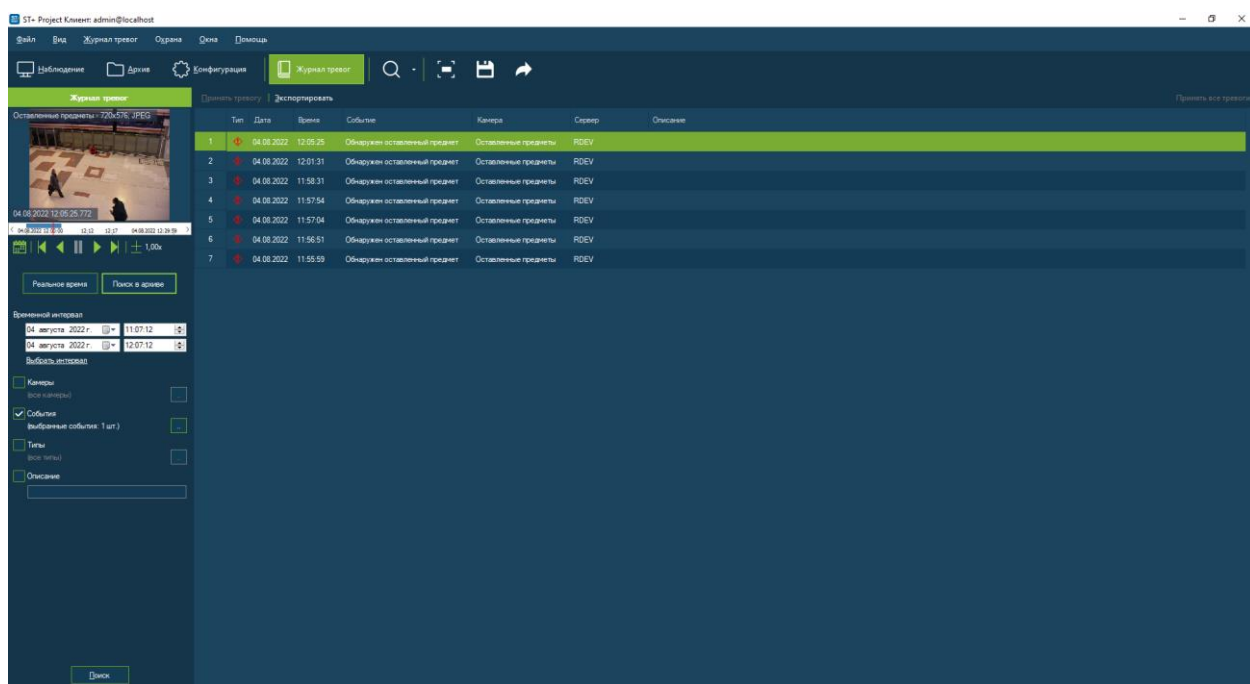 ST+ Project Клиент: admin@localhost
Файл Вид Журнал тревог Охрана Окна Помощь
Наблюдение Архив Конфигурация Журнал тревог
Журнал тревог
Принять тревогу Экспортировать Принять все тревоги
Оставленные предметы - 720x576; JPEG
04.08.2022 12:05:25.772
12;12 12;17 04.08.2022 12:26:59
1,00x
Реальное время Поиск в архиве
Временной интервал
04 августа 2022 г. 11:07:12
04 августа 2022 г. 12:07:12
Выбрать интервал
Камеры
(все камеры)
События
(выбранные события: 1 шт.)
Типы
(все типы)
Описание
Поиск
Тип Дата Время Событие Камера Сервер Описание
1 04.08.2022 12:05:25 Обнаружен оставленный предмет Оставленные предметы RDEV
2 04.08.2022 12:01:31 Обнаружен оставленный предмет Оставленные предметы RDEV
3 04.08.2022 11:58:31 Обнаружен оставленный предмет Оставленные предметы RDEV
4 04.08.2022 11:57:54 Обнаружен оставленный предмет Оставленные предметы RDEV
5 04.08.2022 11:57:04 Обнаружен оставленный предмет Оставленные предметы RDEV
6 04.08.2022 11:56:51 Обнаружен оставленный предмет Оставленные предметы RDEV
7 04.08.2022 11:55:59 Обнаружен оставленный предмет Оставленные предметы RDEV